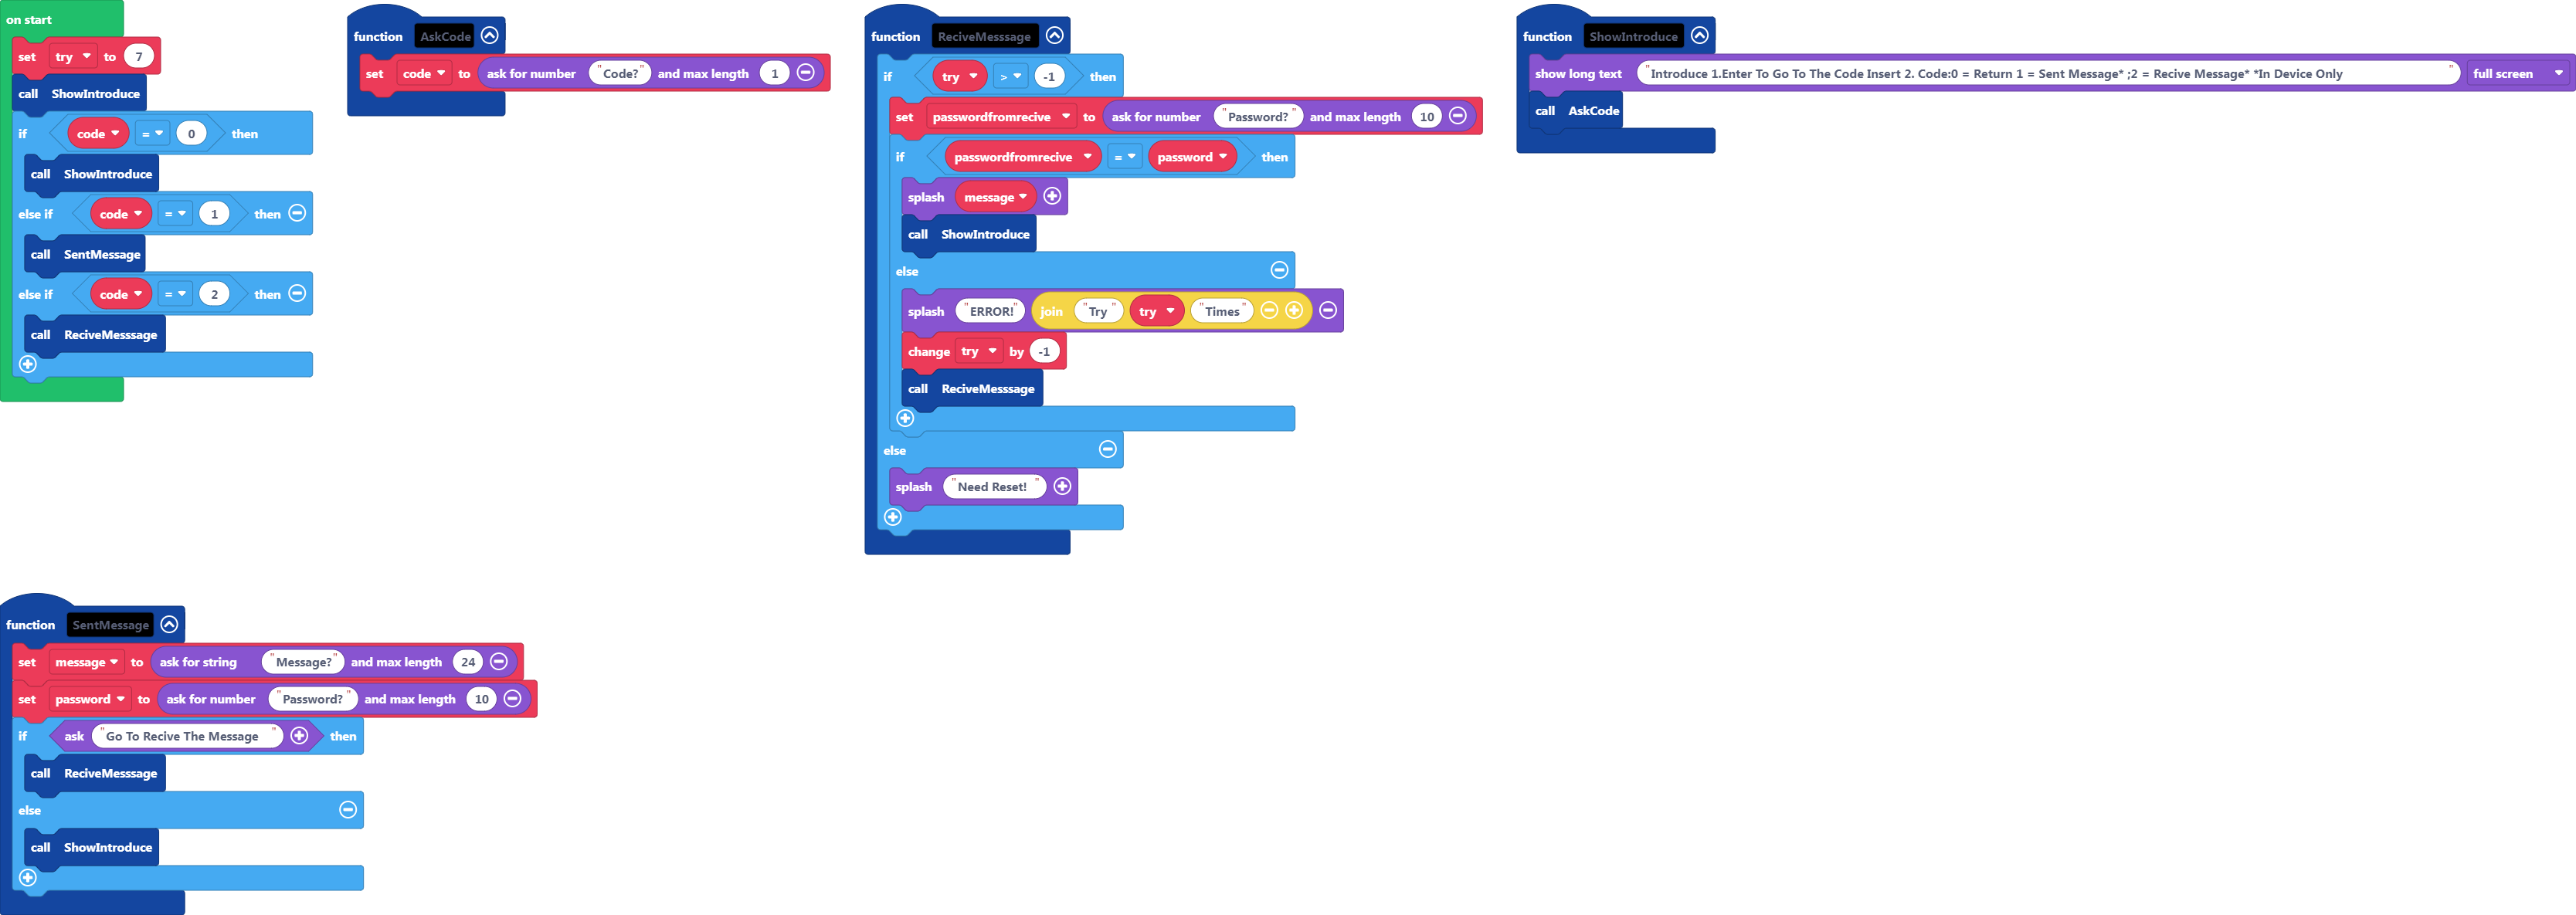 on start
set try to 7
call ShowIntroduce
if code = 0 then
call ShowIntroduce
else if code = 1 then
call SentMessage
else if code = 2 then
call ReciveMesssage
function AskCode
set code to ask for number "Code?" and max length 1
function ReciveMesssage
if try > -1 then
set passwordfromrecive to ask for number "Password?" and max length 10
if passwordfromrecive = password then
splash message
call ShowIntroduce
else
splash "ERROR!" join "Try" try "Times"
change try by -1
call ReciveMesssage
else
splash "Need Reset! "
function ShowIntroduce
show long text "Introduce 1.Enter To Go To The Code Insert 2. Code:0 = Return 1 = Sent Message* ;2 = Recive Message* *In Device Only " full screen
call AskCode
function SentMessage
set message to ask for string "Message?" and max length 24
set password to ask for number "Password?" and max length 10
if ask "Go To Recive The Message " then
call ReciveMesssage
else
call ShowIntroduce